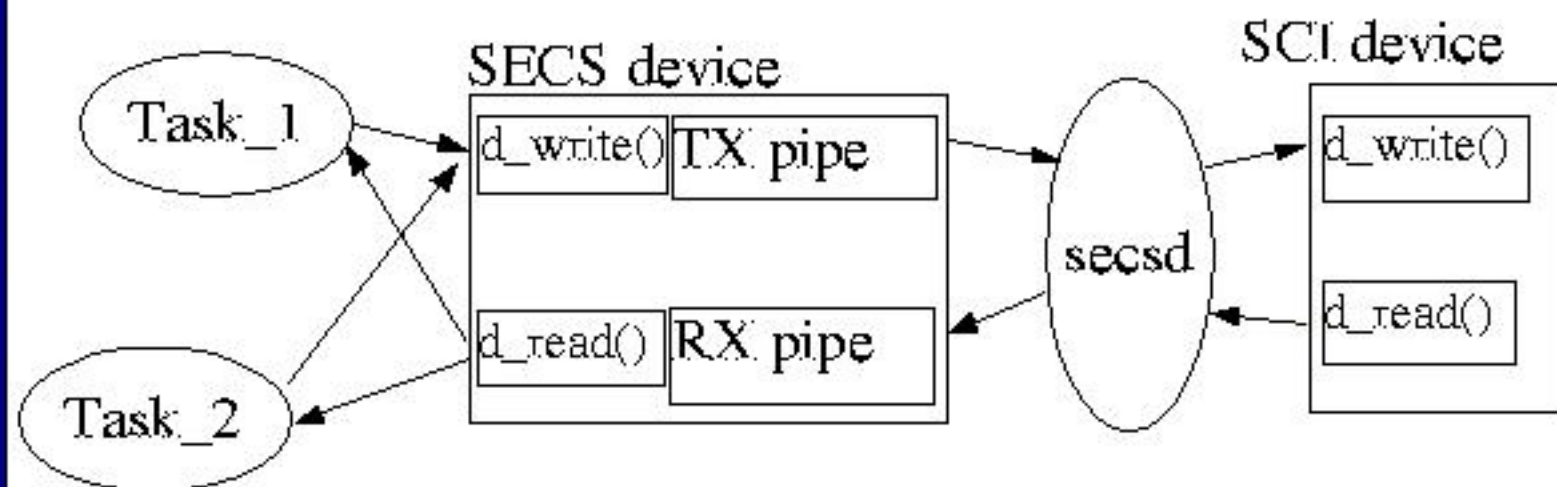 SCI device
SECS device
Task_1
d_write() TX pipe
d_write()
secsd
d_read() RX pipe
d_read()
Task_2